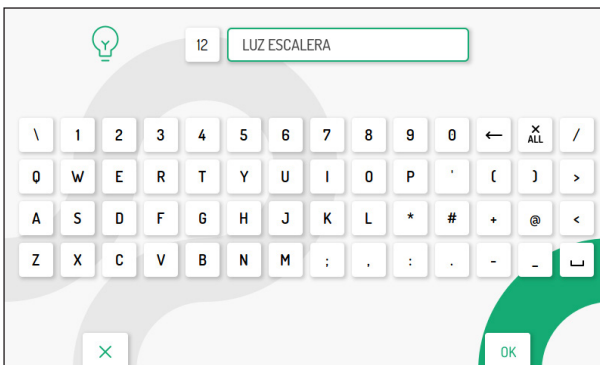 12 LUZ ESCALERA
\ 1 2 3 4 5 6 7 8 9 0 ← × ALL /
Q W E R T Y U I O P ' ( ) >
A S D F G H J K L * # + @ <
Z X C V B N M ; , : . - _ ⌴
× OK